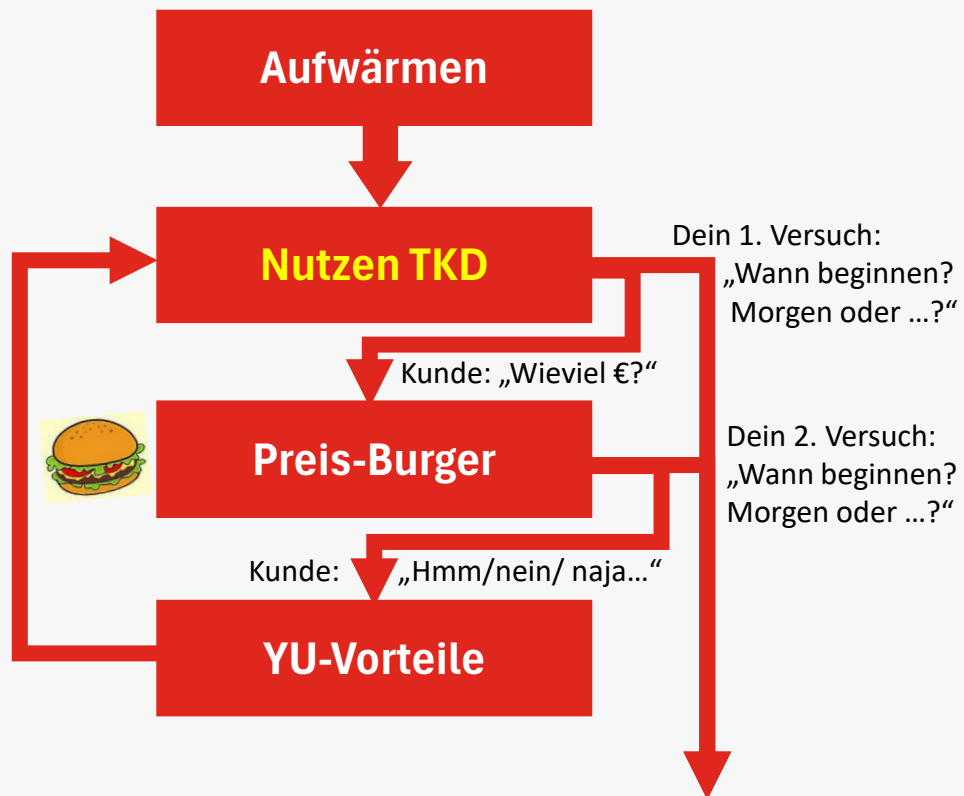 Aufwärmen
Nutzen TKD
Dein 1. Versuch:
„Wann beginnen?
Morgen oder …?“
Kunde: „Wieviel €?“
Preis-Burger
Dein 2. Versuch:
„Wann beginnen?
Morgen oder …?“
Kunde: „Hmm/nein/ naja…“
YU-Vorteile